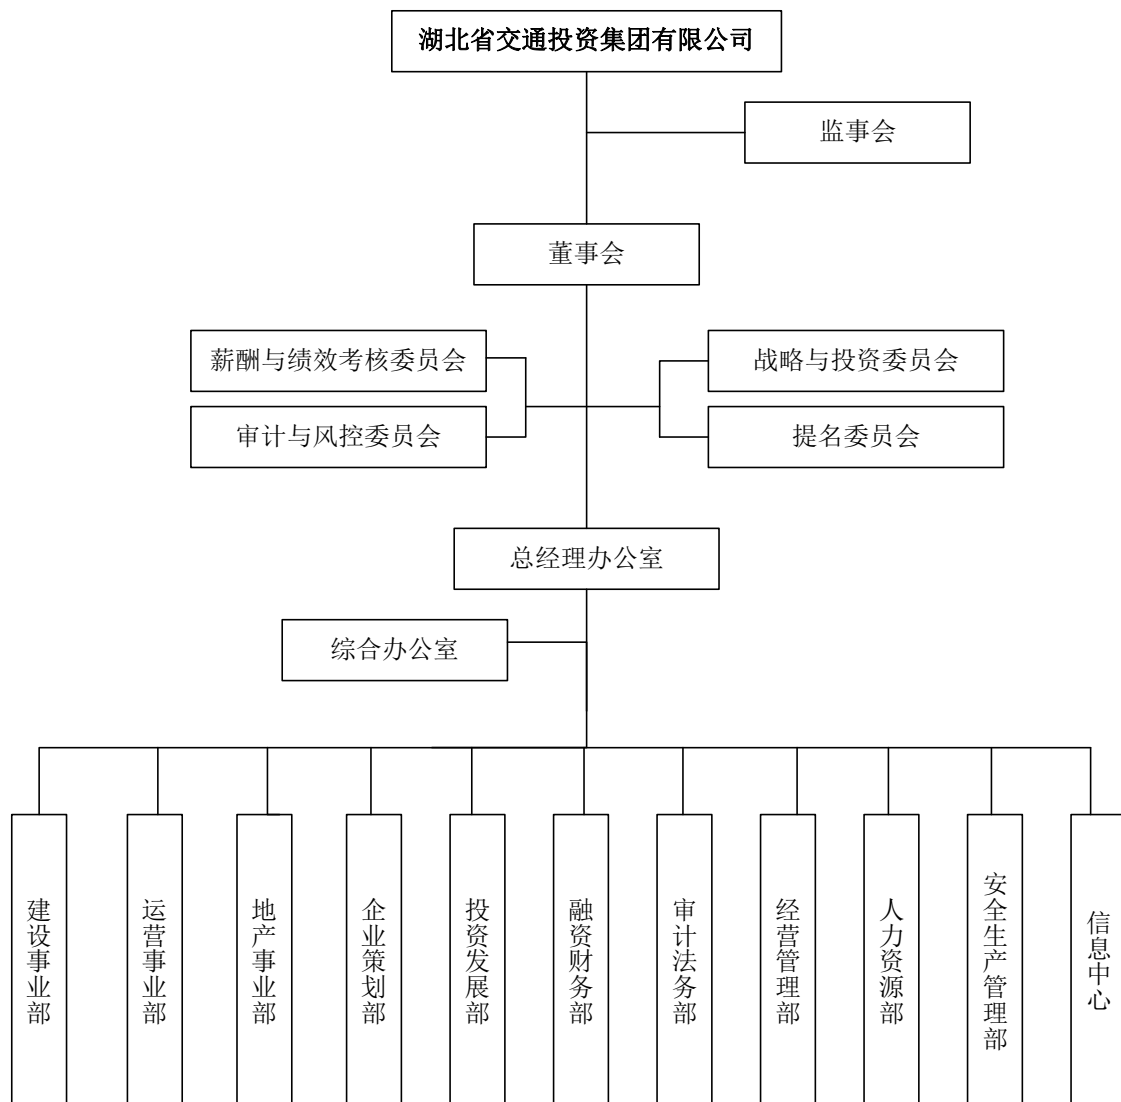 湖北省交通投资集团有限公司
监事会
董事会
薪酬与绩效考核委员会
战略与投资委员会
审计与风控委员会
提名委员会
总经理办公室
综合办公室
建设事业部
运营事业部
地产事业部
企业策划部
投资发展部
融资财务部
审计法务部
经营管理部
人力资源部
安全生产管理部
信息中心